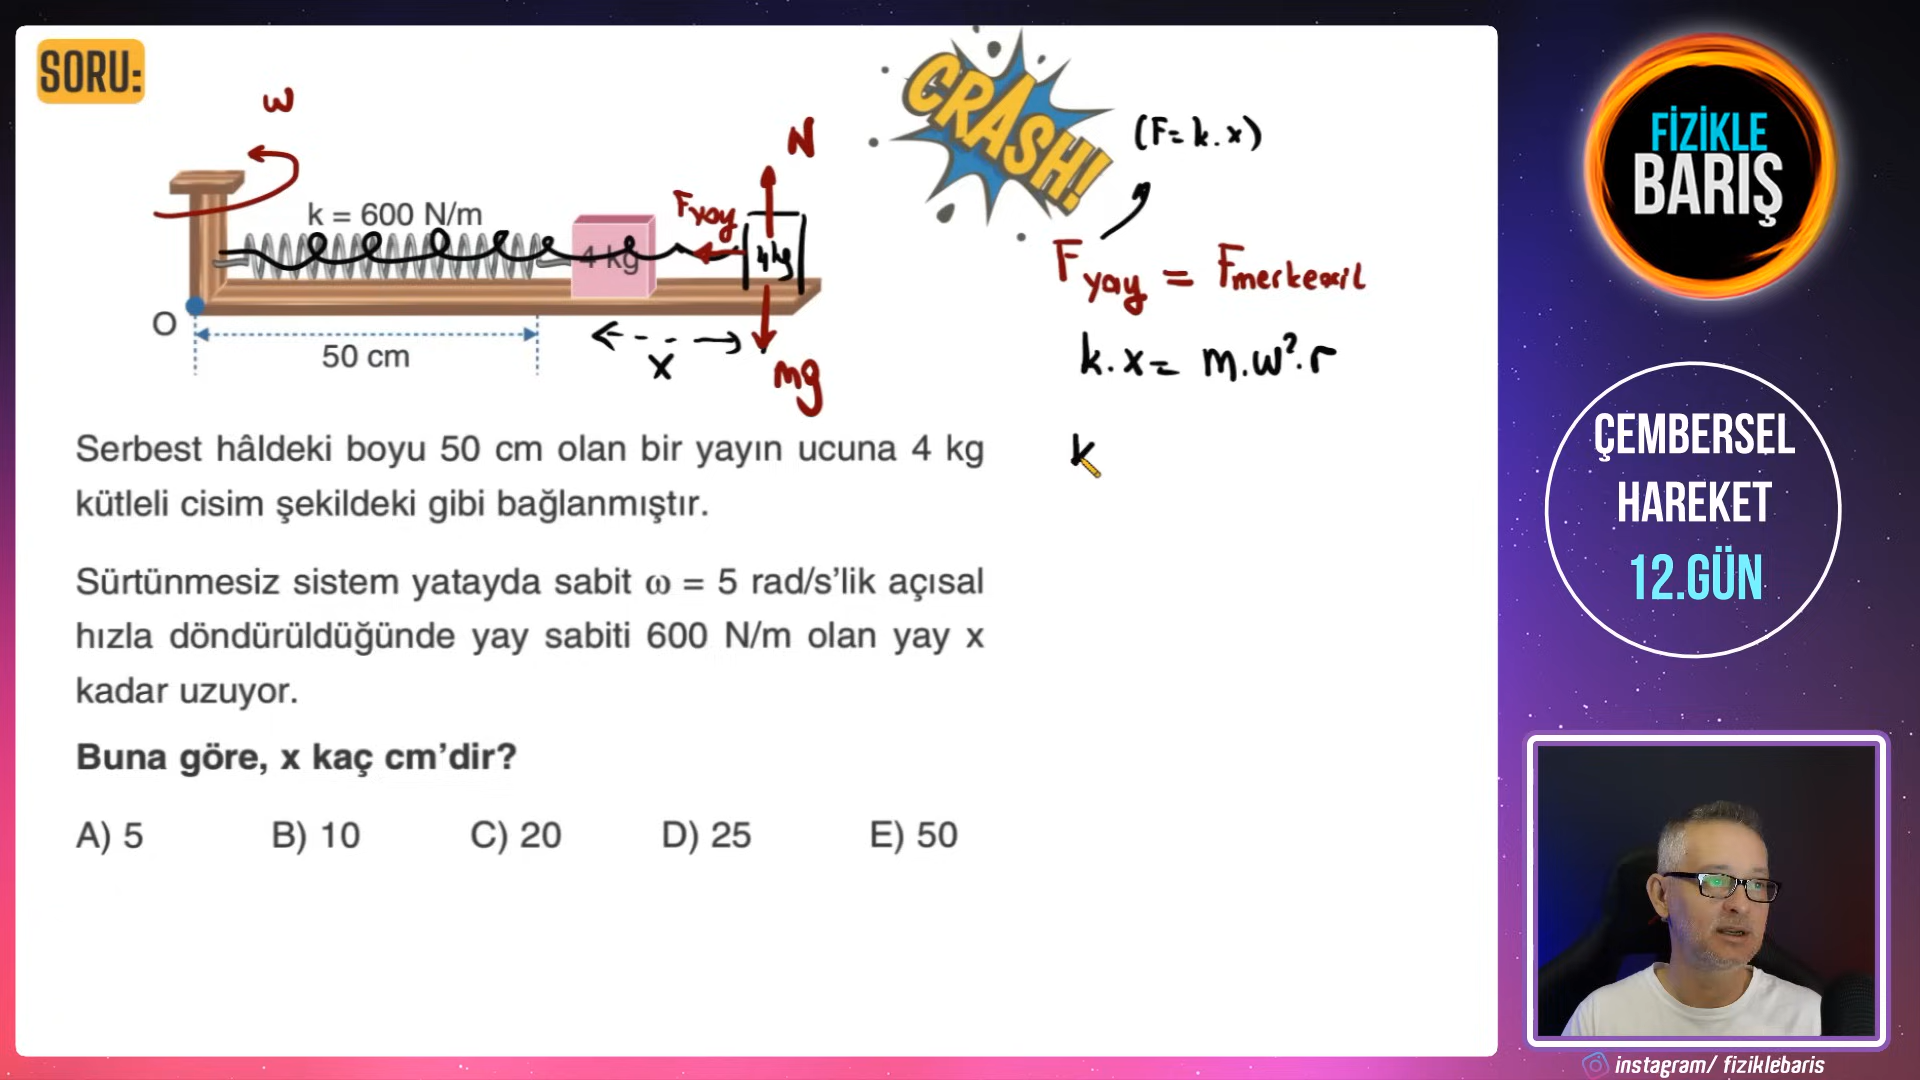 SORU:
ω
N
CRASH!
(F= k.x)
k = 600 N/m
Fyay
4 kg
4kg
Fyay = Fmerkezil
O
50 cm
x
mg
k.x= m.w².r
k
Serbest hâldeki boyu 50 cm olan bir yayın ucuna 4 kg
kütleli cisim şekildeki gibi bağlanmıştır.
Sürtünmesiz sistem yatayda sabit ω = 5 rad/s’lik açısal
hızla döndürüldüğünde yay sabiti 600 N/m olan yay x
kadar uzuyor.
Buna göre, x kaç cm’dir?
A) 5 B) 10 C) 20 D) 25 E) 50
FİZİKLE
BARIŞ
ÇEMBERSEL
HAREKET
12.GÜN
instagram/ fiziklebaris